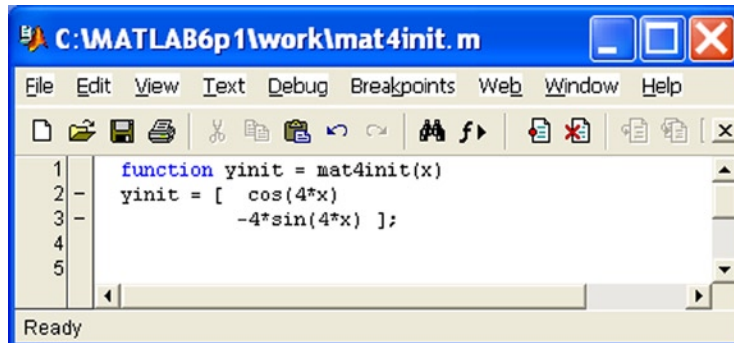 C:\MATLAB6p1\work\mat4init.m
File Edit View Text Debug Breakpoints Web Window Help
1 function yinit = mat4init(x)
2 - yinit = [ cos(4*x)
3 - -4*sin(4*x) ];
4
5
Ready